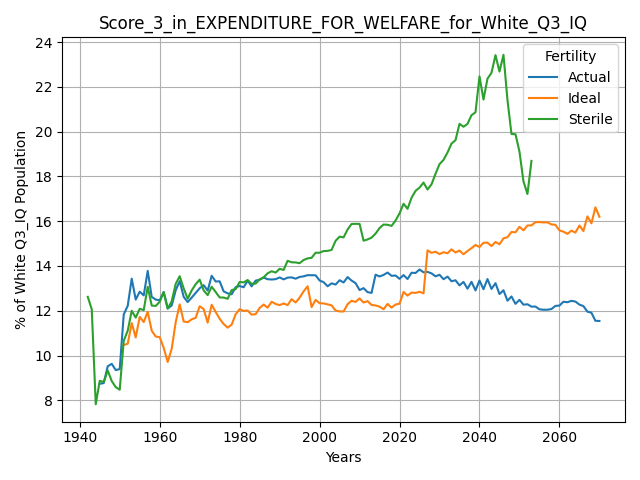 Score_3_in_EXPENDITURE_FOR_WELFARE_for_White_Q3_IQ
24
22
20
18
16
14
12
10
8
% of White Q3_IQ Population
Fertility
Actual
Ideal
Sterile
1940
1960
1980
2000
2020
2040
2060
Years